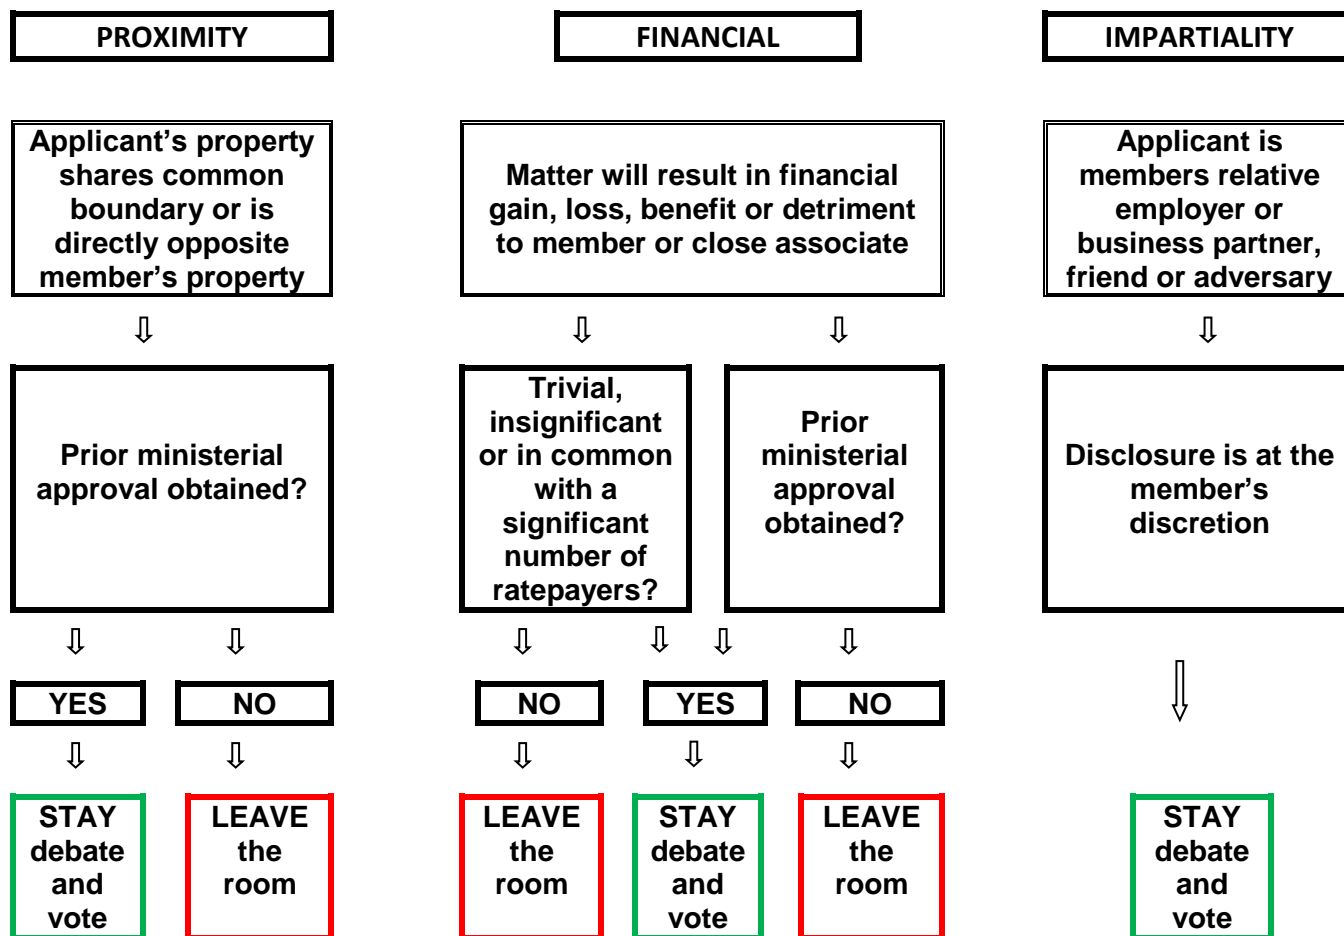 PROXIMITY
FINANCIAL
IMPARTIALITY
Applicant’s property
shares common
boundary or is
directly opposite
member’s property
Matter will result in financial
gain, loss, benefit or detriment
to member or close associate
Applicant is
members relative
employer or
business partner,
friend or adversary
Prior ministerial
approval obtained?
Trivial,
insignificant
or in common
with a
significant
number of
ratepayers?
Prior
ministerial
approval
obtained?
Disclosure is at the
member’s
discretion
YES
NO
NO
YES
NO
STAY
debate
and
vote
LEAVE
the
room
LEAVE
the
room
STAY
debate
and
vote
LEAVE
the
room
STAY
debate
and
vote